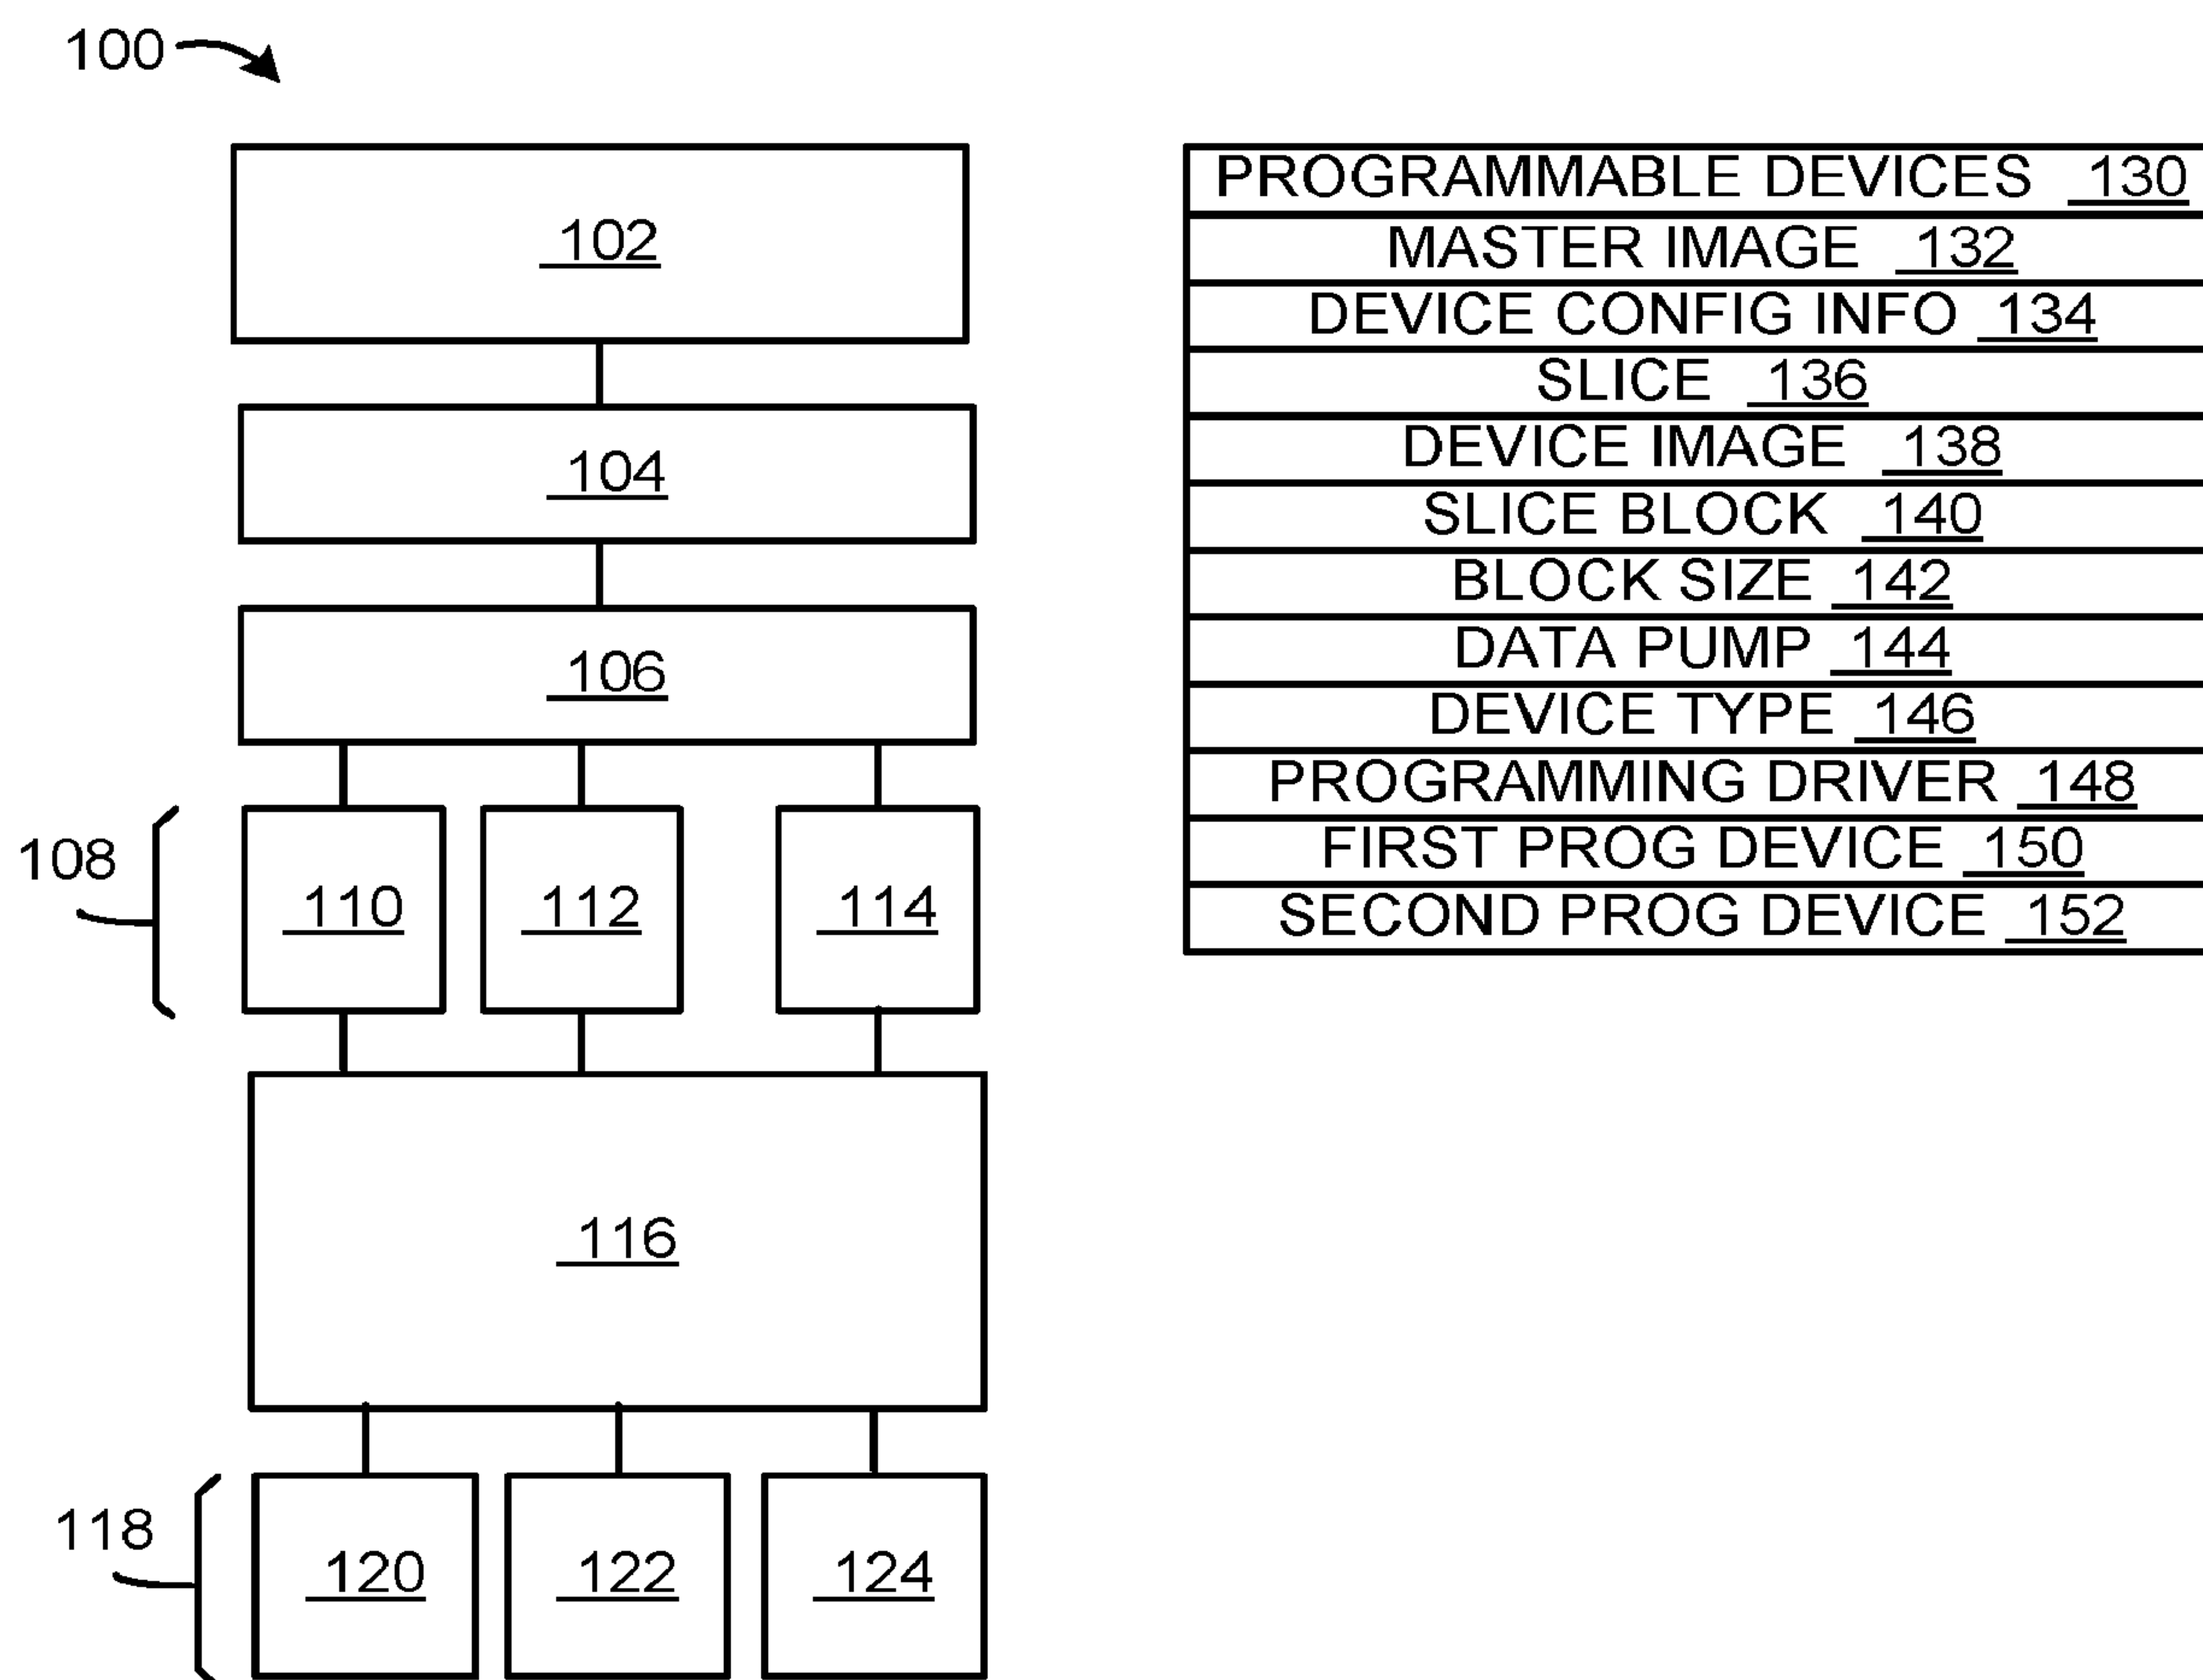 100
102
104
106
108
110 112 114
116
118
120 122 124
PROGRAMMABLE DEVICES 130
MASTER IMAGE 132
DEVICE CONFIG INFO 134
SLICE 136
DEVICE IMAGE 138
SLICE BLOCK 140
BLOCK SIZE 142
DATA PUMP 144
DEVICE TYPE 146
PROGRAMMING DRIVER 148
FIRST PROG DEVICE 150
SECOND PROG DEVICE 152